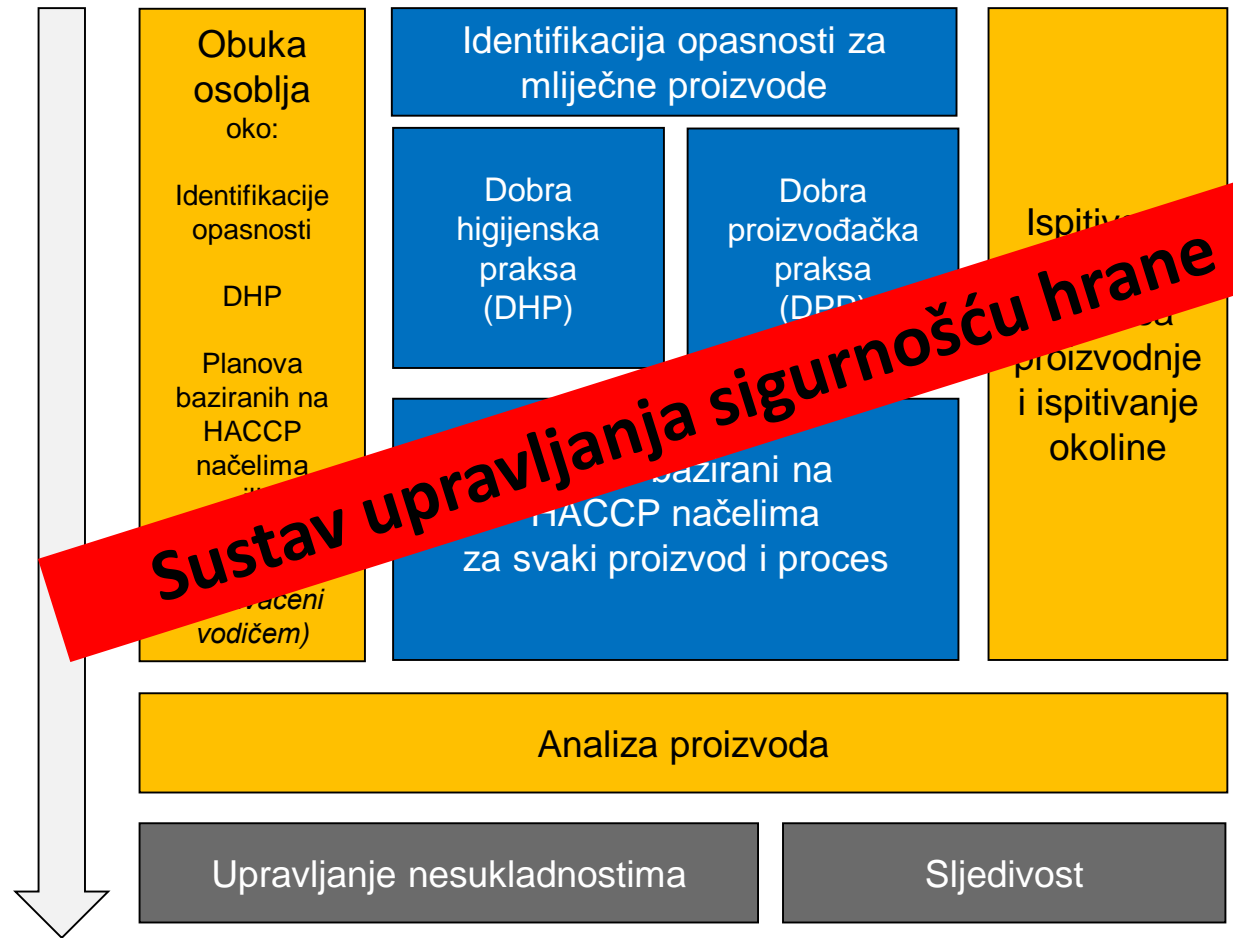 Obuka
osoblja
oko:
Identifikacije
opasnosti
DHP
Planova
baziranih na
HACCP
načelima
vodičem)
Identifikacija opasnosti za
mliječne proizvode
Dobra
higijenska
praksa
(DHP)
Dobra
proizvođačka
praksa
(DPP)
bazirani na
HACCP načelima
za svaki proizvod i proces
proizvodnje
i ispitivanje
okoline
Sustav upravljanja sigurnošću hrane
Analiza proizvoda
Upravljanje nesukladnostima
Sljedivost